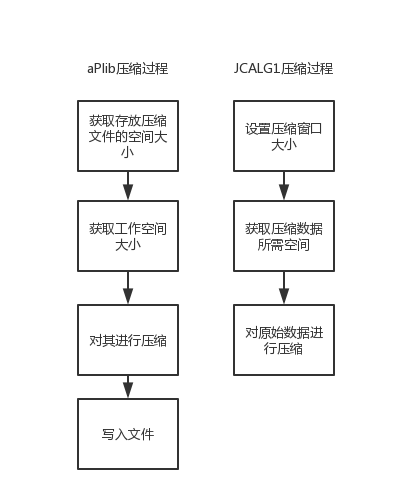 aPlib压缩过程
JCALG1压缩过程
获取存放压缩
文件的空间大
小
设置压缩窗口
大小
获取工作空间
大小
获取压缩数据
所需空间
对其进行压缩
对原始数据进
行压缩
写入文件